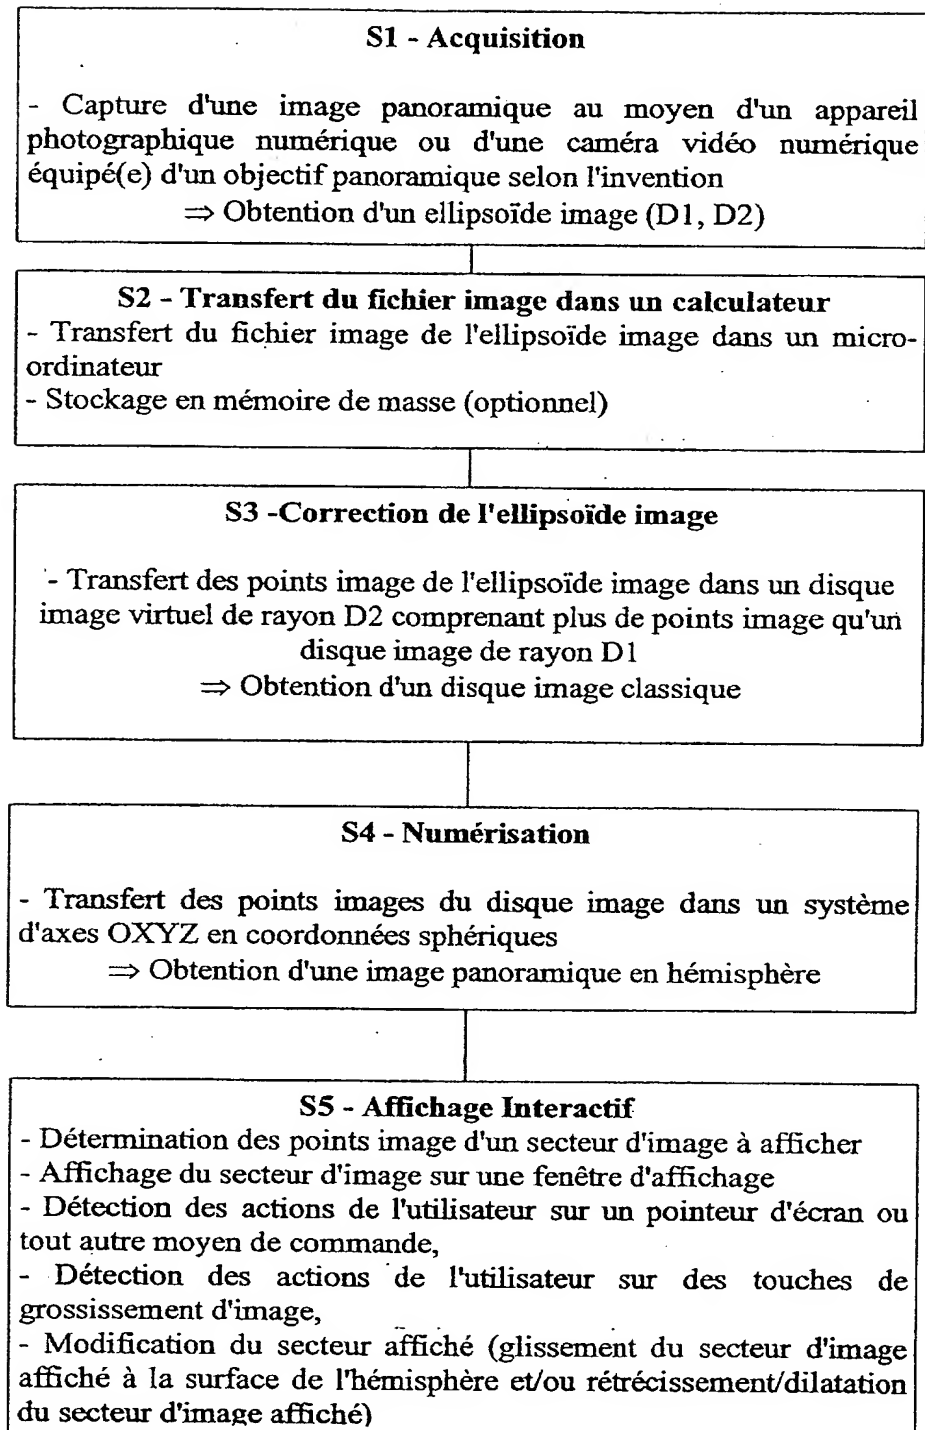 S1 - Acquisition
- Capture d'une image panoramique au moyen d'un appareil
photographique numérique ou d'une caméra vidéo numérique
équipé(e) d'un objectif panoramique selon l'invention
⇒ Obtention d'un ellipsoïde image (D1, D2)
S2 - Transfert du fichier image dans un calculateur
- Transfert du fichier image de l'ellipsoïde image dans un micro-
ordinateur
- Stockage en mémoire de masse (optionnel)
S3 -Correction de l'ellipsoïde image
- Transfert des points image de l'ellipsoïde image dans un disque
image virtuel de rayon D2 comprenant plus de points image qu'un
disque image de rayon D1
⇒ Obtention d'un disque image classique
S4 - Numérisation
- Transfert des points images du disque image dans un système
d'axes OXYZ en coordonnées sphériques
⇒ Obtention d'une image panoramique en hémisphère
S5 - Affichage Interactif
- Détermination des points image d'un secteur d'image à afficher
- Affichage du secteur d'image sur une fenêtre d'affichage
- Détection des actions de l'utilisateur sur un pointeur d'écran ou
tout autre moyen de commande,
- Détection des actions de l'utilisateur sur des touches de
grossissement d'image,
- Modification du secteur affiché (glissement du secteur d'image
affiché à la surface de l'hémisphère et/ou rétrécissement/dilatation
du secteur d'image affiché)